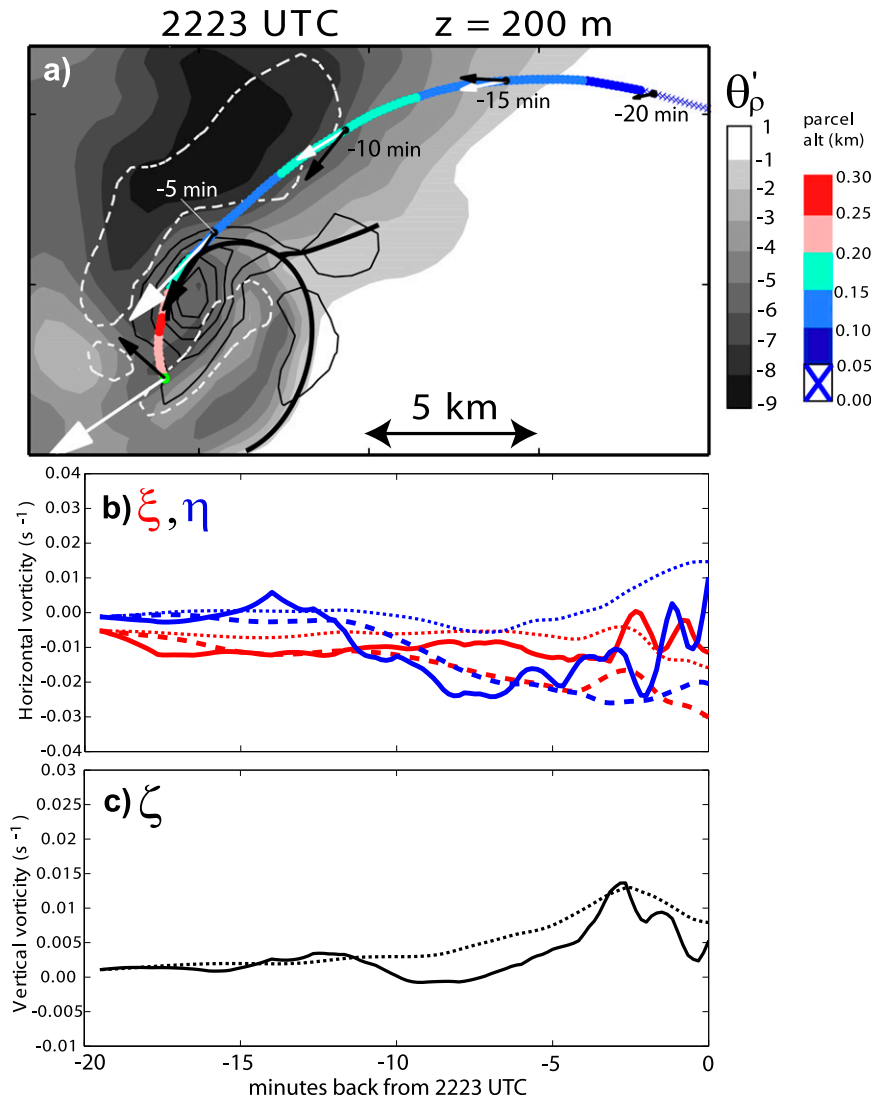 2223 UTC z = 200 m
a)
-15 min
-20 min
-10 min
-5 min
5 km
θρ'
1
-1
-2
-3
-4
-5
-6
-7
-8
-9
parcel
alt (km)
0.30
0.25
0.20
0.15
0.10
0.05
0.00
b) ξ, η
Horizontal vorticity (s⁻¹)
0.04
0.03
0.02
0.01
0.00
-0.01
-0.02
-0.03
-0.04
c) ζ
Vertical vorticity (s⁻¹)
0.03
0.025
0.02
0.015
0.01
0.005
0.00
-0.005
-0.01
-20
-15
-10
-5
0
minutes back from 2223 UTC